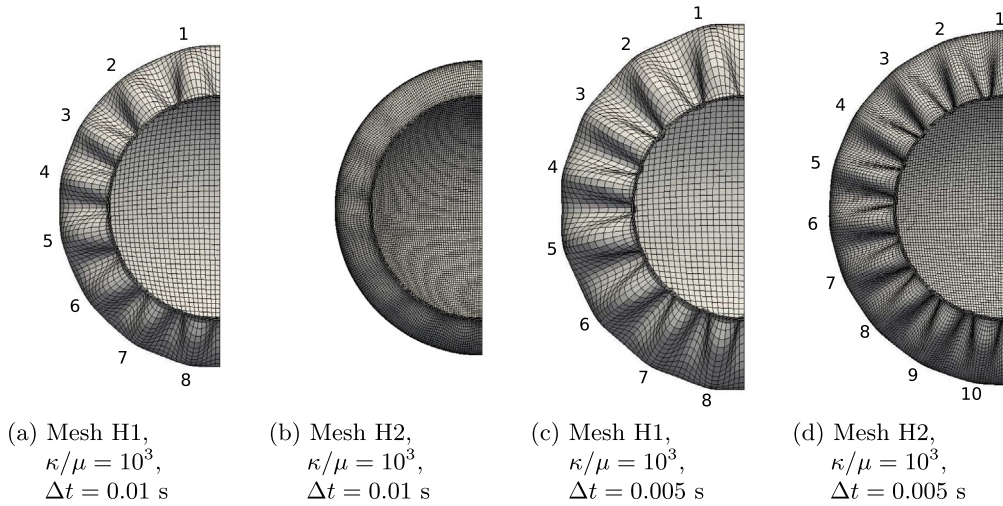 1
2
3
4
5
6
7
8
1
2
3
4
5
6
7
8
1
2
3
4
5
6
7
8
9
10
(a) Mesh H1,
κ/μ = 10³,
Δt = 0.01 s
(b) Mesh H2,
κ/μ = 10³,
Δt = 0.01 s
(c) Mesh H1,
κ/μ = 10³,
Δt = 0.005 s
(d) Mesh H2,
κ/μ = 10³,
Δt = 0.005 s